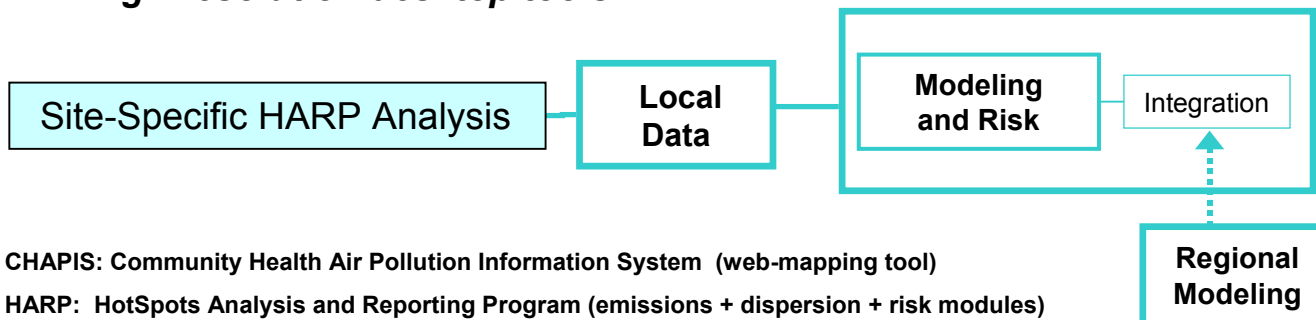 Site-Specific HARP Analysis
Local
Data
Modeling
and Risk
Integration
Regional
Modeling
CHAPIS: Community Health Air Pollution Information System (web-mapping tool)
HARP: HotSpots Analysis and Reporting Program (emissions + dispersion + risk modules)